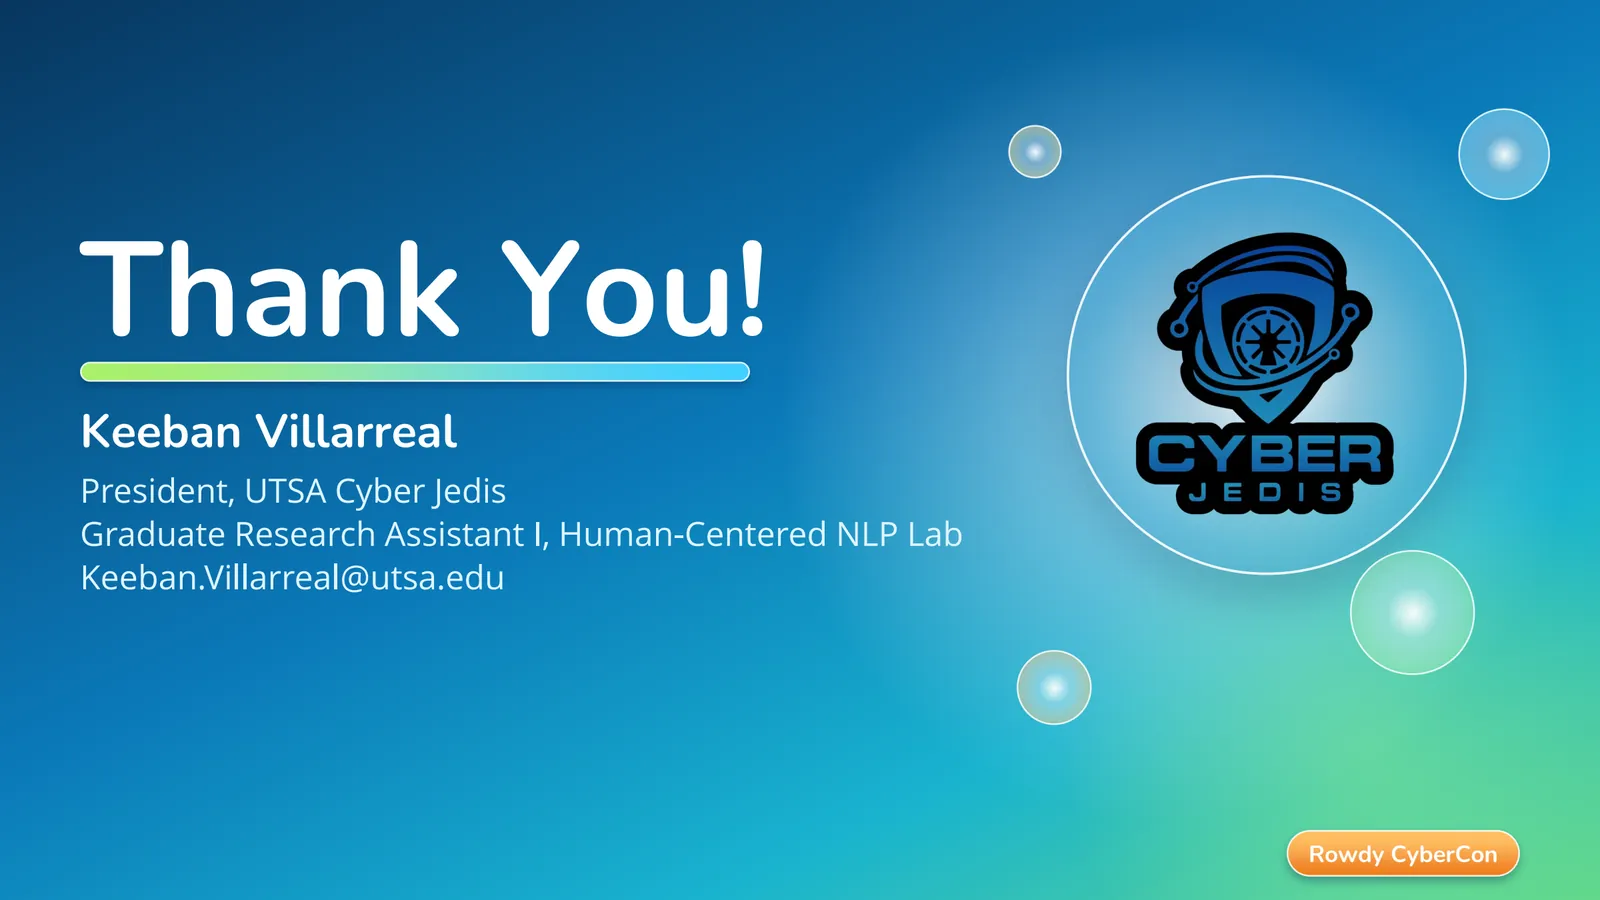 Thank You!
Keeban Villarreal
President, UTSA Cyber Jedis
Graduate Research Assistant I, Human-Centered NLP Lab
Keeban.Villarreal@utsa.edu
CYBER
JEDIS
Rowdy CyberCon